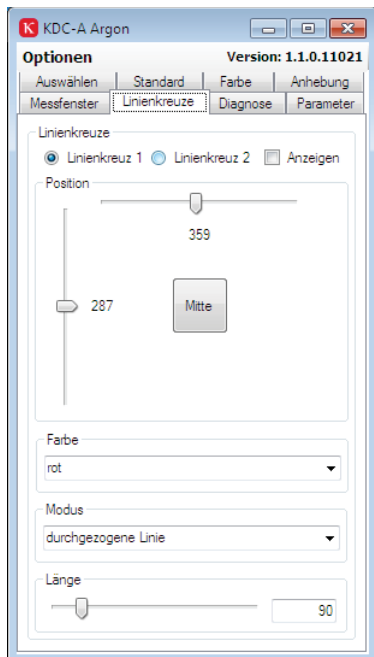 K KDC-A Argon
Optionen Version: 1.1.0.11021
Auswählen Standard Farbe Anhebung
Messfenster Linienkreuze Diagnose Parameter
Linienkreuze
Linienkreuz 1 Linienkreuz 2 Anzeigen
Position
359
287 Mitte
Farbe
rot
Modus
durchgezogene Linie
Länge
90